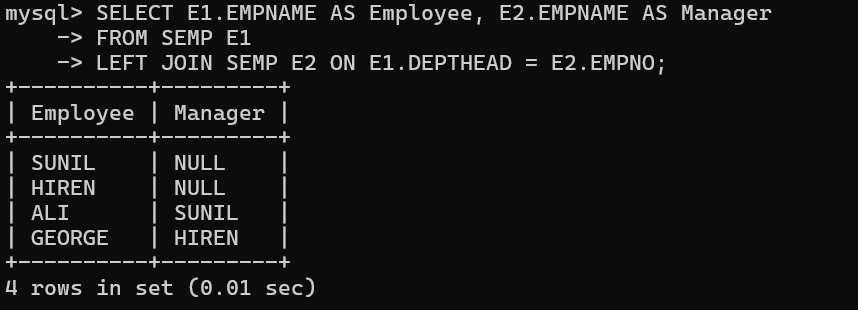 mysql> SELECT E1.EMPNAME AS Employee, E2.EMPNAME AS Manager
    -> FROM SEMP E1
    -> LEFT JOIN SEMP E2 ON E1.DEPTHEAD = E2.EMPNO;
+----------+---------+
| Employee | Manager |
+----------+---------+
| SUNIL    | NULL    |
| HIREN    | NULL    |
| ALI      | SUNIL   |
| GEORGE   | HIREN   |
+----------+---------+
4 rows in set (0.01 sec)